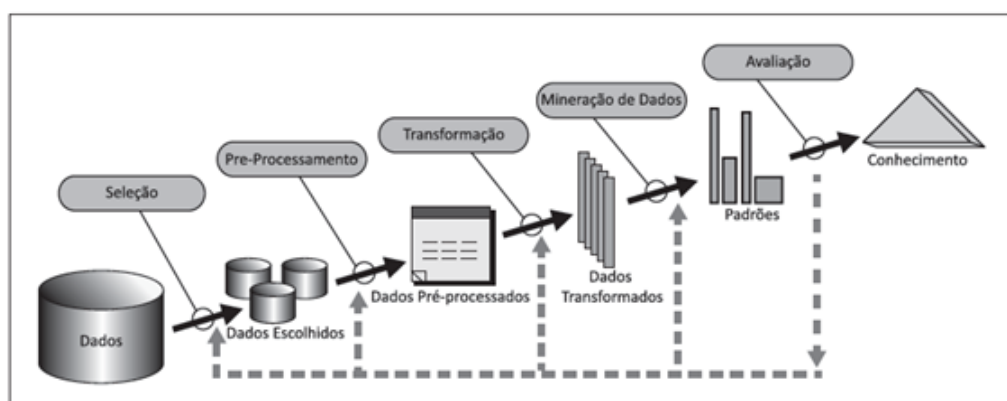 Avaliação
Mineração de Dados
Transformação
Pre-Processamento
Seleção
Conhecimento
Padrões
Dados
Transformados
Dados Pré-processados
Dados Escolhidos
Dados